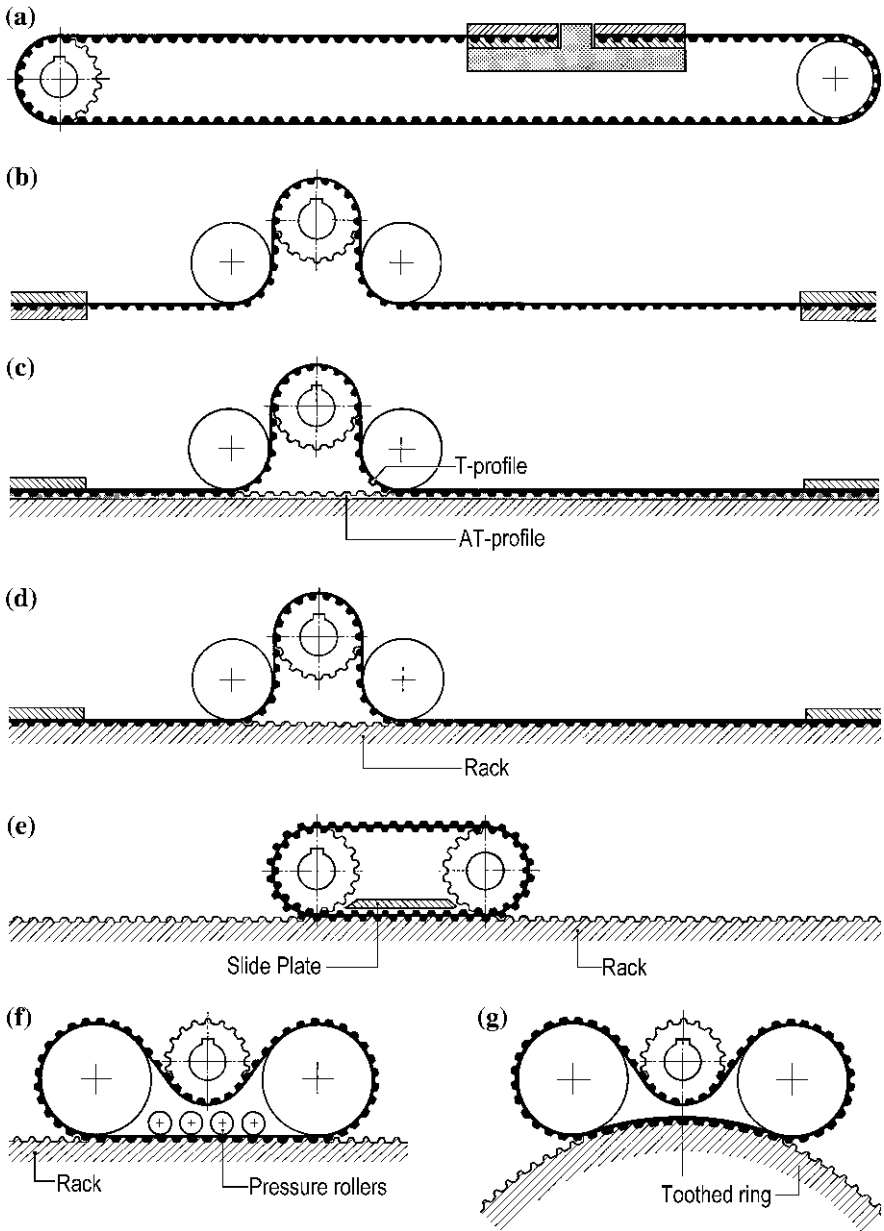 (a)
(b)
(c)
T-profile
AT-profile
(d)
Rack
(e)
Slide Plate
Rack
(f)
(g)
Rack
Pressure rollers
Toothed ring